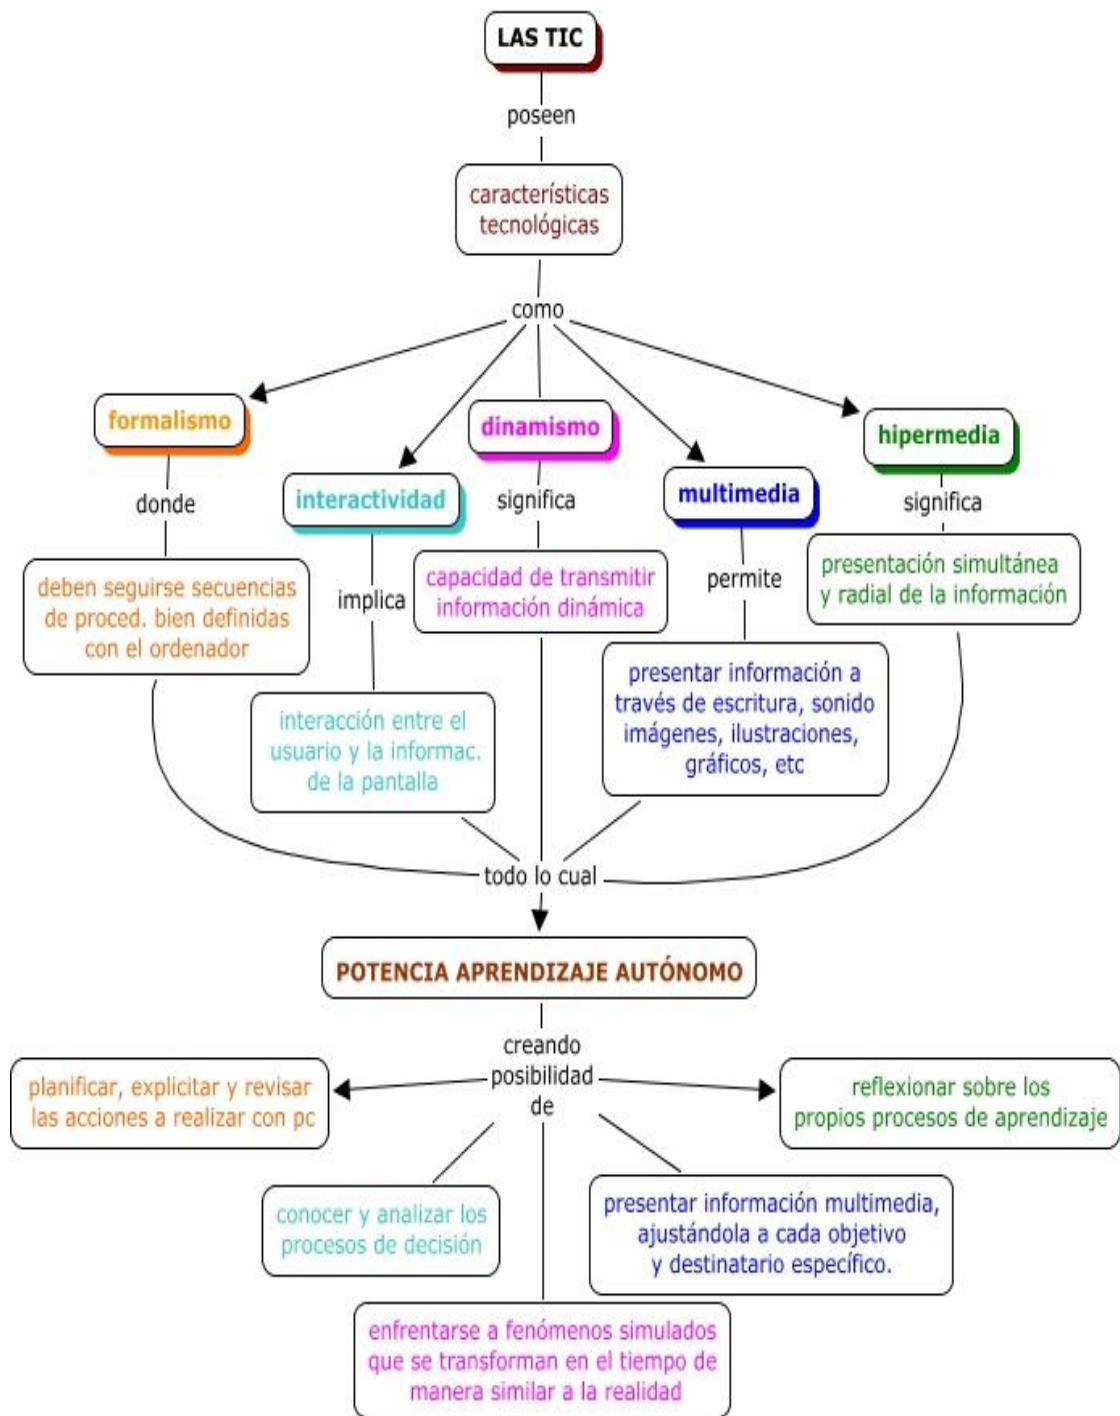 LAS TIC
poseen
características
tecnológicas
como
formalismo
dinamismo
hipermedia
interactividad
multimedia
donde
significa
significa
deben seguirse secuencias
de proced. bien definidas
con el ordenador
implica
capacidad de transmitir
información dinámica
permite
presentación simultánea
y radial de la información
interacción entre el
usuario y la informac.
de la pantalla
presentar información a
través de escritura, sonido
imágenes, ilustraciones,
gráficos, etc
todo lo cual
POTENCIA APRENDIZAJE AUTÓNOMO
creando
posibilidad
de
planificar, explicitar y revisar
las acciones a realizar con pc
reflexionar sobre los
propios procesos de aprendizaje
conocer y analizar los
procesos de decisión
presentar información multimedia,
ajustándola a cada objetivo
y destinatario específico.
enfrentarse a fenómenos simulados
que se transforman en el tiempo de
manera similar a la realidad